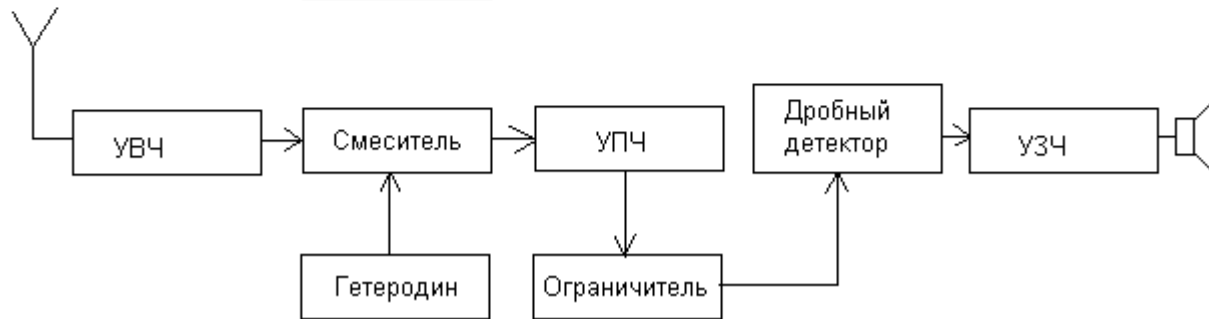 УВЧ
Смеситель
УПЧ
Дробный
детектор
УЗЧ
Гетеродин
Ограничитель